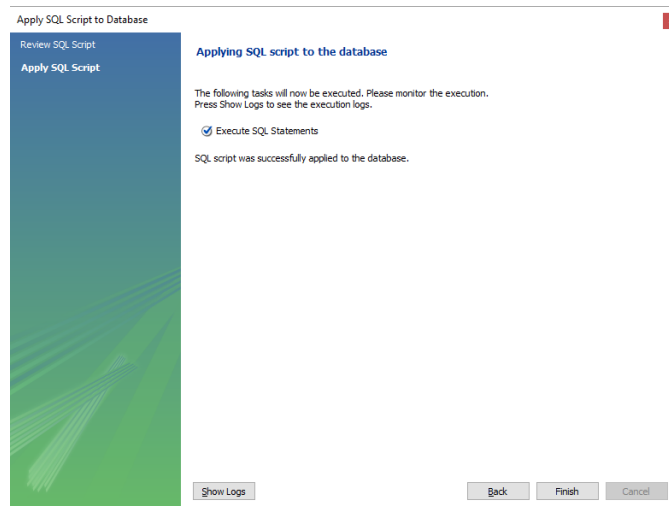 Apply SQL Script to Database
Review SQL Script
Apply SQL Script
Applying SQL script to the database
The following tasks will now be executed. Please monitor the execution.
Press Show Logs to see the execution logs.
Execute SQL Statements
SQL script was successfully applied to the database.
Show Logs
Back
Finish
Cancel